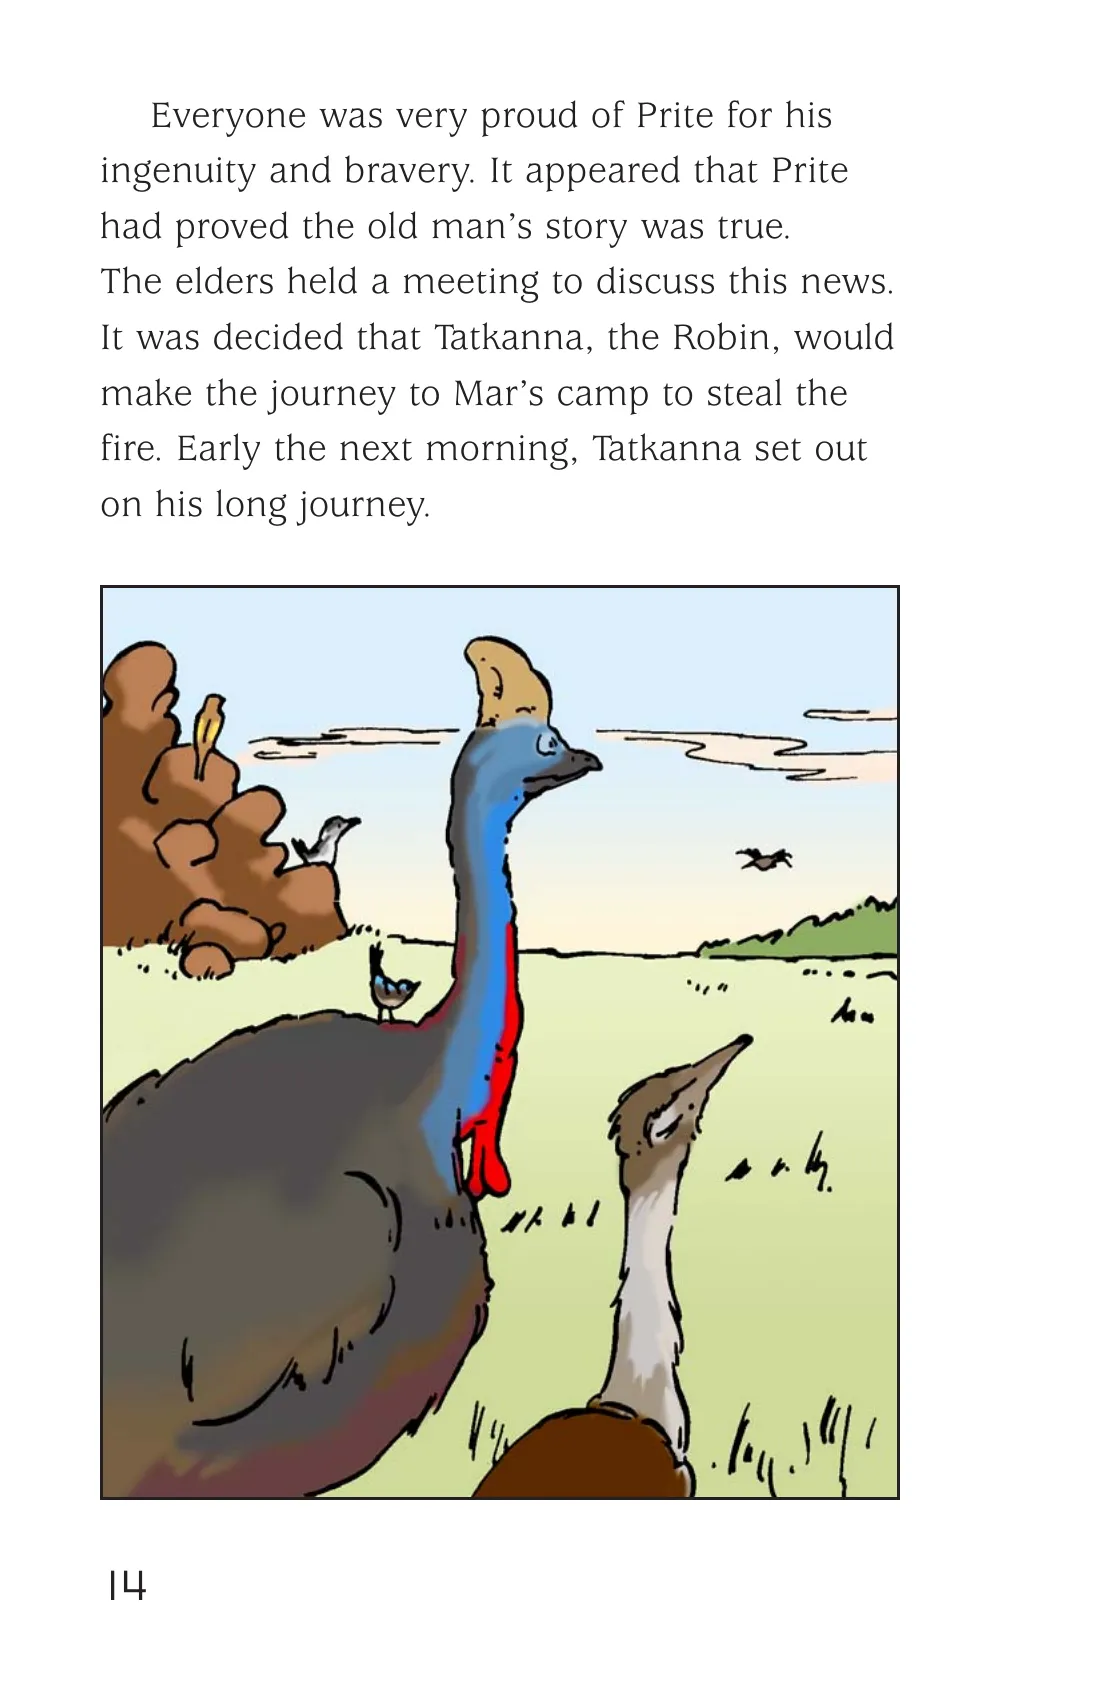 Everyone was very proud of Prite for his
ingenuity and bravery. It appeared that Prite
had proved the old man’s story was true.
The elders held a meeting to discuss this news.
It was decided that Tatkanna, the Robin, would
make the journey to Mar’s camp to steal the
fire. Early the next morning, Tatkanna set out
on his long journey.
14